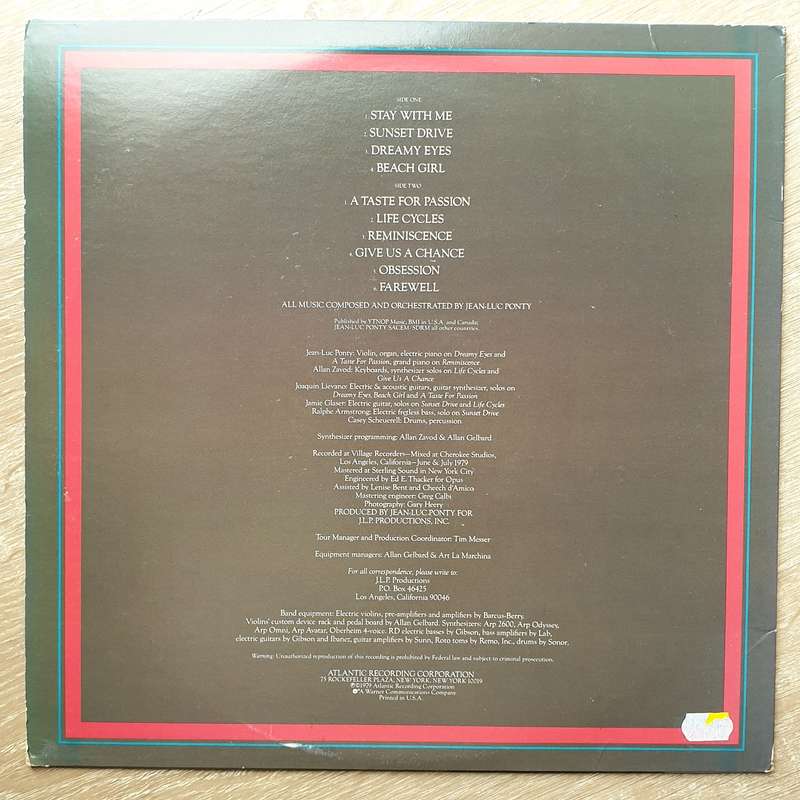 SIDE ONE
1. STAY WITH ME
2. SUNSET DRIVE
3. DREAMY EYES
4. BEACH GIRL
SIDE TWO
1. A TASTE FOR PASSION
2. LIFE CYCLES
3. REMINISCENCE
4. GIVE US A CHANCE
5. OBSESSION
6. FAREWELL
ALL MUSIC COMPOSED AND ORCHESTRATED BY JEAN-LUC PONTY
Published by YTNOP Music, BMI in U.S.A. and Canada;
JEAN-LUC PONTY SACEM/SDRM all other countries.
Jean-Luc Ponty: Violin, organ, electric piano on Dreamy Eyes and
A Taste For Passion, grand piano on Reminiscence
Allan Zavod: Keyboards, synthesizer solos on Life Cycles and
Give Us A Chance
Joaquin Lievano: Electric & acoustic guitars, guitar synthesizer, solos on
Dreamy Eyes, Beach Girl and A Taste For Passion
Jamie Glaser: Electric guitar, solos on Sunset Drive and Life Cycles
Ralphe Armstrong: Electric fretless bass, solo on Sunset Drive
Casey Scheuerell: Drums, percussion
Synthesizer programming: Allan Zavod & Allan Gelbard
Recorded at Village Recorders—Mixed at Cherokee Studios,
Los Angeles, California—June & July 1979
Mastered at Sterling Sound in New York City
Engineered by Ed E. Thacker for Opus
Assisted by Lenise Bent and Cheech d'Amico
Mastering engineer: Greg Calbi
Photography: Gary Heery
PRODUCED BY JEAN-LUC PONTY FOR
J.L.P. PRODUCTIONS, INC.
Tour Manager and Production Coordinator: Tim Messer
Equipment managers: Allan Gelbard & Art La Marchina
For all correspondence, please write to:
J.L.P. Productions
P.O. Box 46425
Los Angeles, California 90046
Band equipment: Electric violins, pre-amplifiers and amplifiers by Barcus-Berry.
Violins' custom device rack and pedal board by Allan Gelbard. Synthesizers: Arp 2600, Arp Odyssey,
Arp Omni, Arp Avatar, Oberheim 4-voice. RD electric basses by Gibson, bass amplifiers by Lab,
electric guitars by Gibson and Ibanez, guitar amplifiers by Sunn, Roto toms by Remo, Inc., drums by Sonor.
Warning: Unauthorized reproduction of this recording is prohibited by Federal law and subject to criminal prosecution.
ATLANTIC RECORDING CORPORATION
75 ROCKEFELLER PLAZA, NEW YORK, NEW YORK 10019
℗©1979 Atlantic Recording Corporation
A Warner Communications Company
Printed in U.S.A.